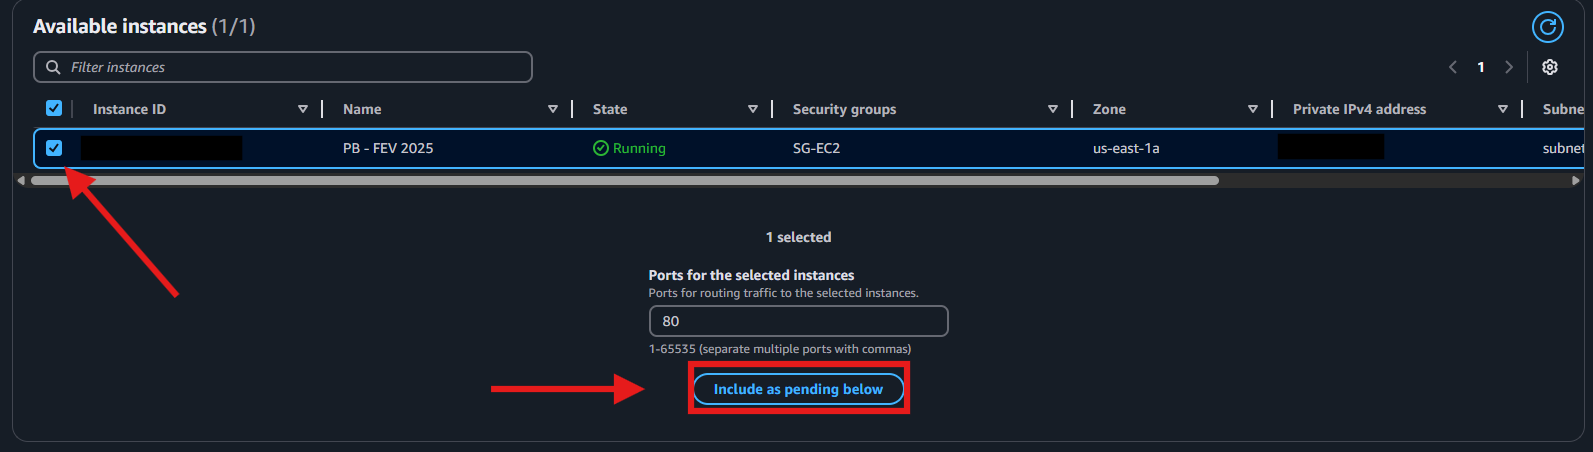 Available instances (1/1)
Filter instances
1
Instance ID Name State Security groups Zone Private IPv4 address Subne
PB - FEV 2025 Running SG-EC2 us-east-1a subnet
1 selected
Ports for the selected instances
Ports for routing traffic to the selected instances.
80
1-65535 (separate multiple ports with commas)
Include as pending below